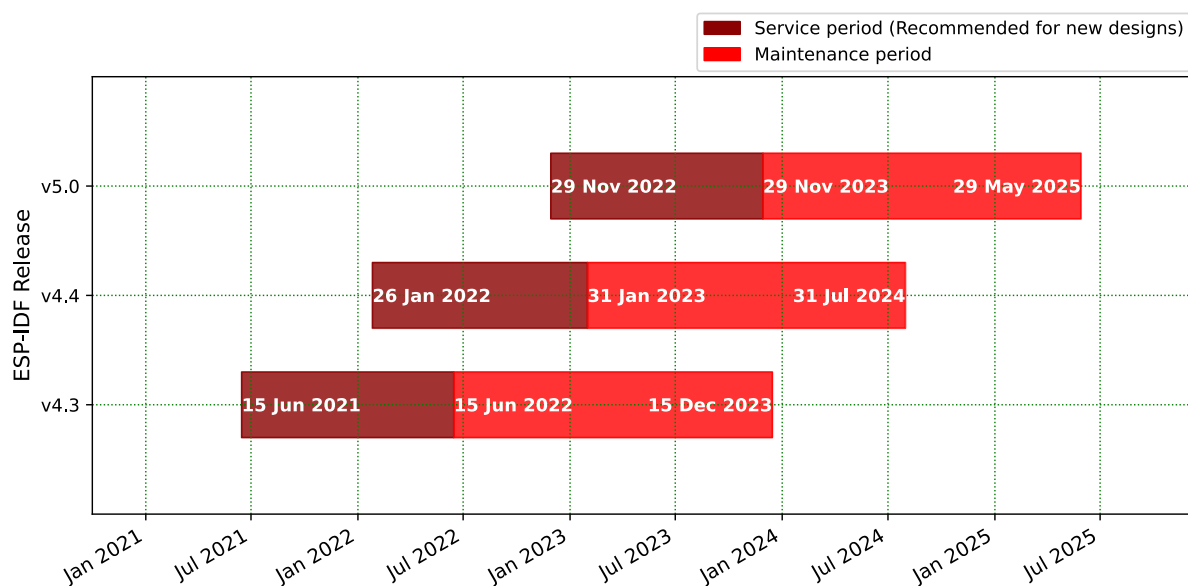 Service period (Recommended for new designs)
Maintenance period
ESP-IDF Release
v5.0
29 Nov 2022
29 Nov 2023
29 May 2025
v4.4
26 Jan 2022
31 Jan 2023
31 Jul 2024
v4.3
15 Jun 2021
15 Jun 2022
15 Dec 2023
Jan 2021
Jul 2021
Jan 2022
Jul 2022
Jan 2023
Jul 2023
Jan 2024
Jul 2024
Jan 2025
Jul 2025